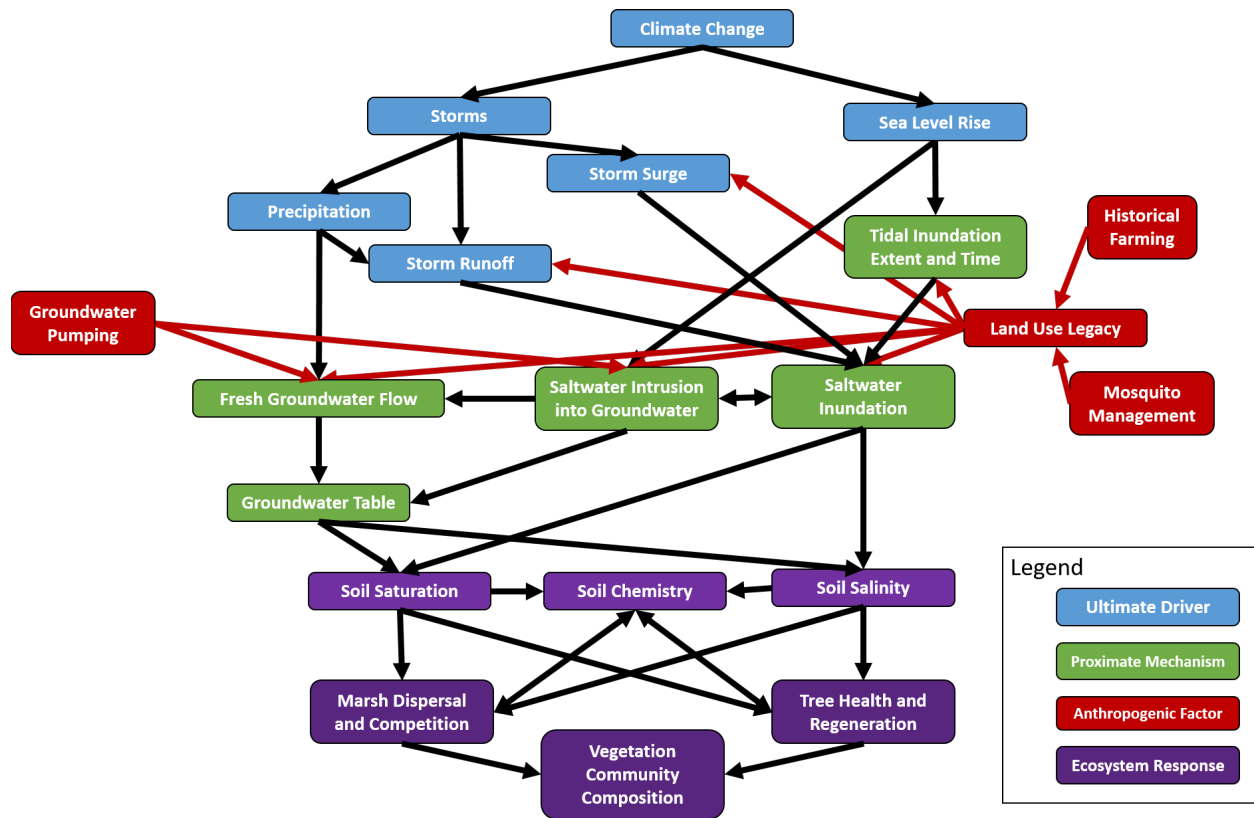 Climate Change
Storms
Sea Level Rise
Storm Surge
Precipitation
Historical
Farming
Tidal Inundation
Extent and Time
Storm Runoff
Groundwater
Pumping
Land Use Legacy
Fresh Groundwater Flow
Saltwater Intrusion
into Groundwater
Saltwater
Inundation
Mosquito
Management
Groundwater Table
Soil Saturation
Soil Chemistry
Soil Salinity
Marsh Dispersal
and Competition
Tree Health and
Regeneration
Vegetation
Community
Composition
Legend
Ultimate Driver
Proximate Mechanism
Anthropogenic Factor
Ecosystem Response